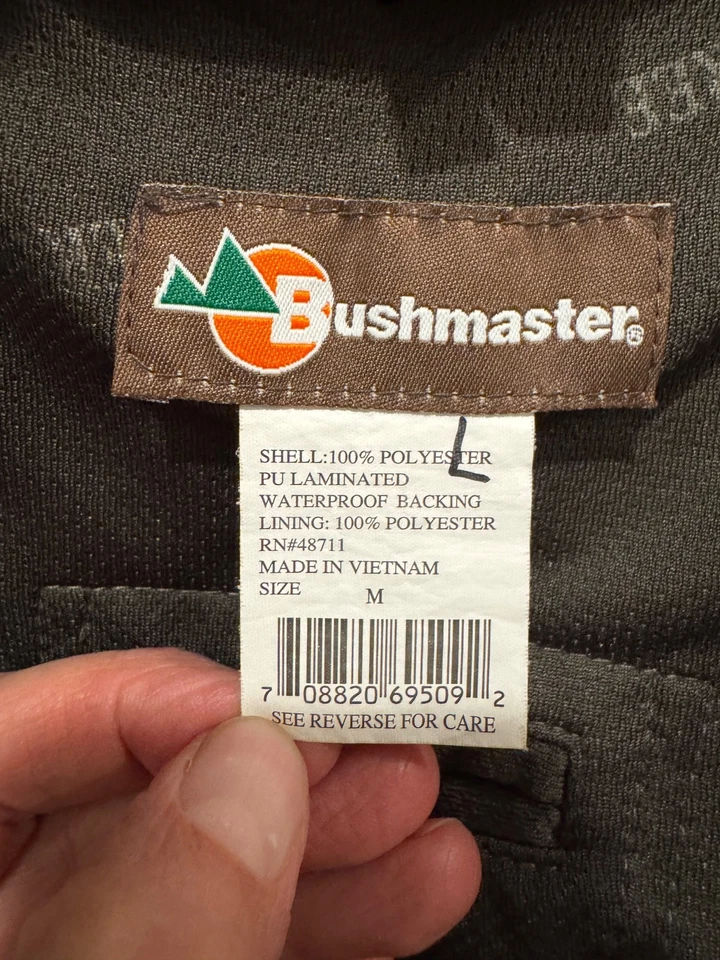 Bushmaster®
L
SHELL:100% POLYESTER
PU LAMINATED
WATERPROOF BACKING
LINING: 100% POLYESTER
RN#48711
MADE IN VIETNAM
SIZE M
7 08820 69509 2
SEE REVERSE FOR CARE